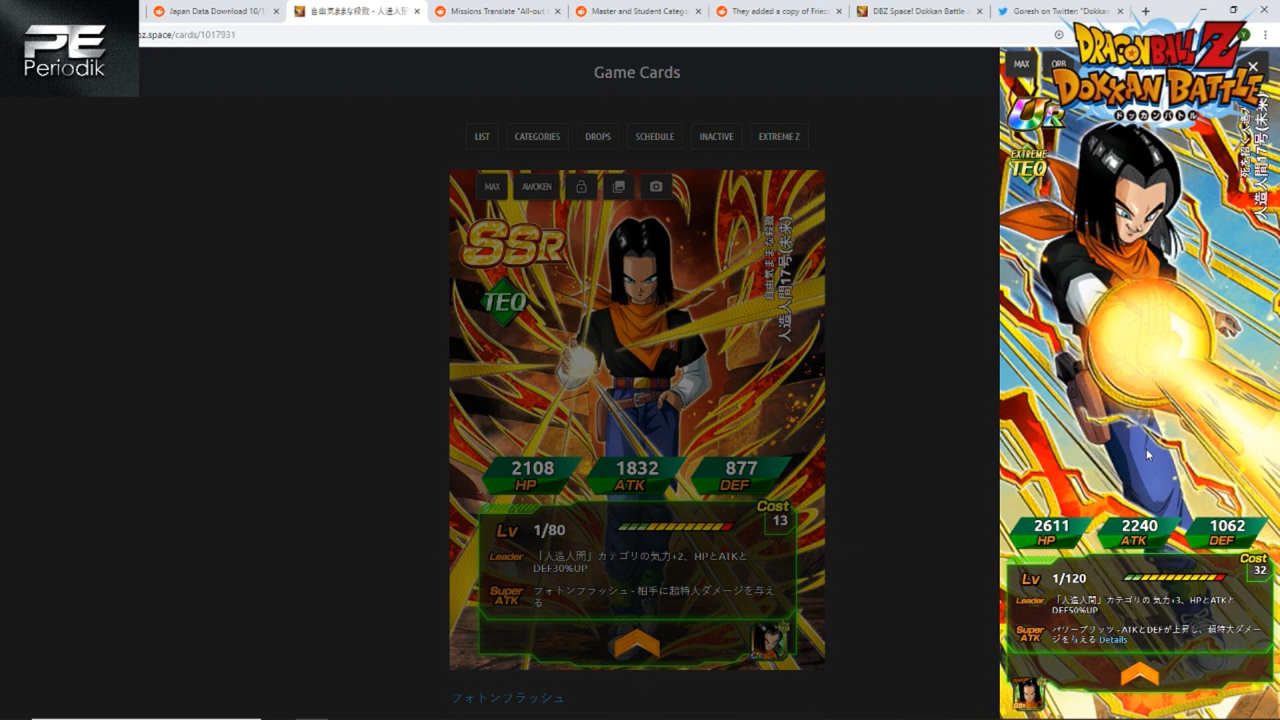 Japan Data Download 10/1
自由気ままな殺戮 - 人造人形
Missions Translate "All-out
Master and Student Catego
They added a copy of Friez
DBZ Space! Dokkan Battle
Goresh on Twitter: "Dokkan
bz.space/cards/1017931
PE
Periodik
Game Cards
LIST
CATEGORIES
DROPS
SCHEDULE
INACTIVE
EXTREME Z
MAX
AWOKEN
SSR
TEQ
自由気ままな殺戮
人造人間17号(未来)
2108
1832
877
HP
ATK
DEF
Cost
13
Lv 1/80
Leader 「人造人間」カテゴリの気力+2、HPとATKと
DEF30%UP
Super ATK フォトンフラッシュ - 相手に超特大ダメージを与え
る
フォトンフラッシュ
DRAGON BALL Z
DOKKAN BATTLE
ドッカンバトル
MAX
ORB
UR
EXTREME
TEQ
死を招く人造
人造人間17号(未来)
2611
2240
1062
HP
ATK
DEF
Cost
32
Lv 1/120
Leader 「人造人間」カテゴリの気力+3、HPとATKと
DEF50%UP
Super ATK パワーブリッツ - ATKとDEFが上昇し、超特大ダメー
ジを与える Details